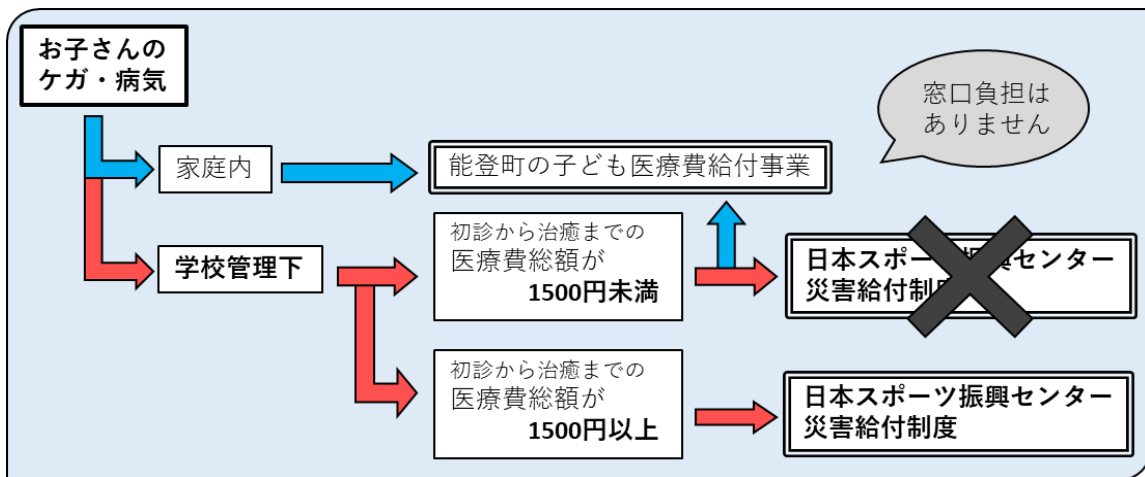 お子さんの
ケガ・病気
窓口負担は
ありません
家庭内
能登町の子ども医療費給付事業
学校管理下
初診から治癒までの
医療費総額が
1500円未満
日本スポーツ振興センター
災害給付制度
初診から治癒までの
医療費総額が
1500円以上
日本スポーツ振興センター
災害給付制度